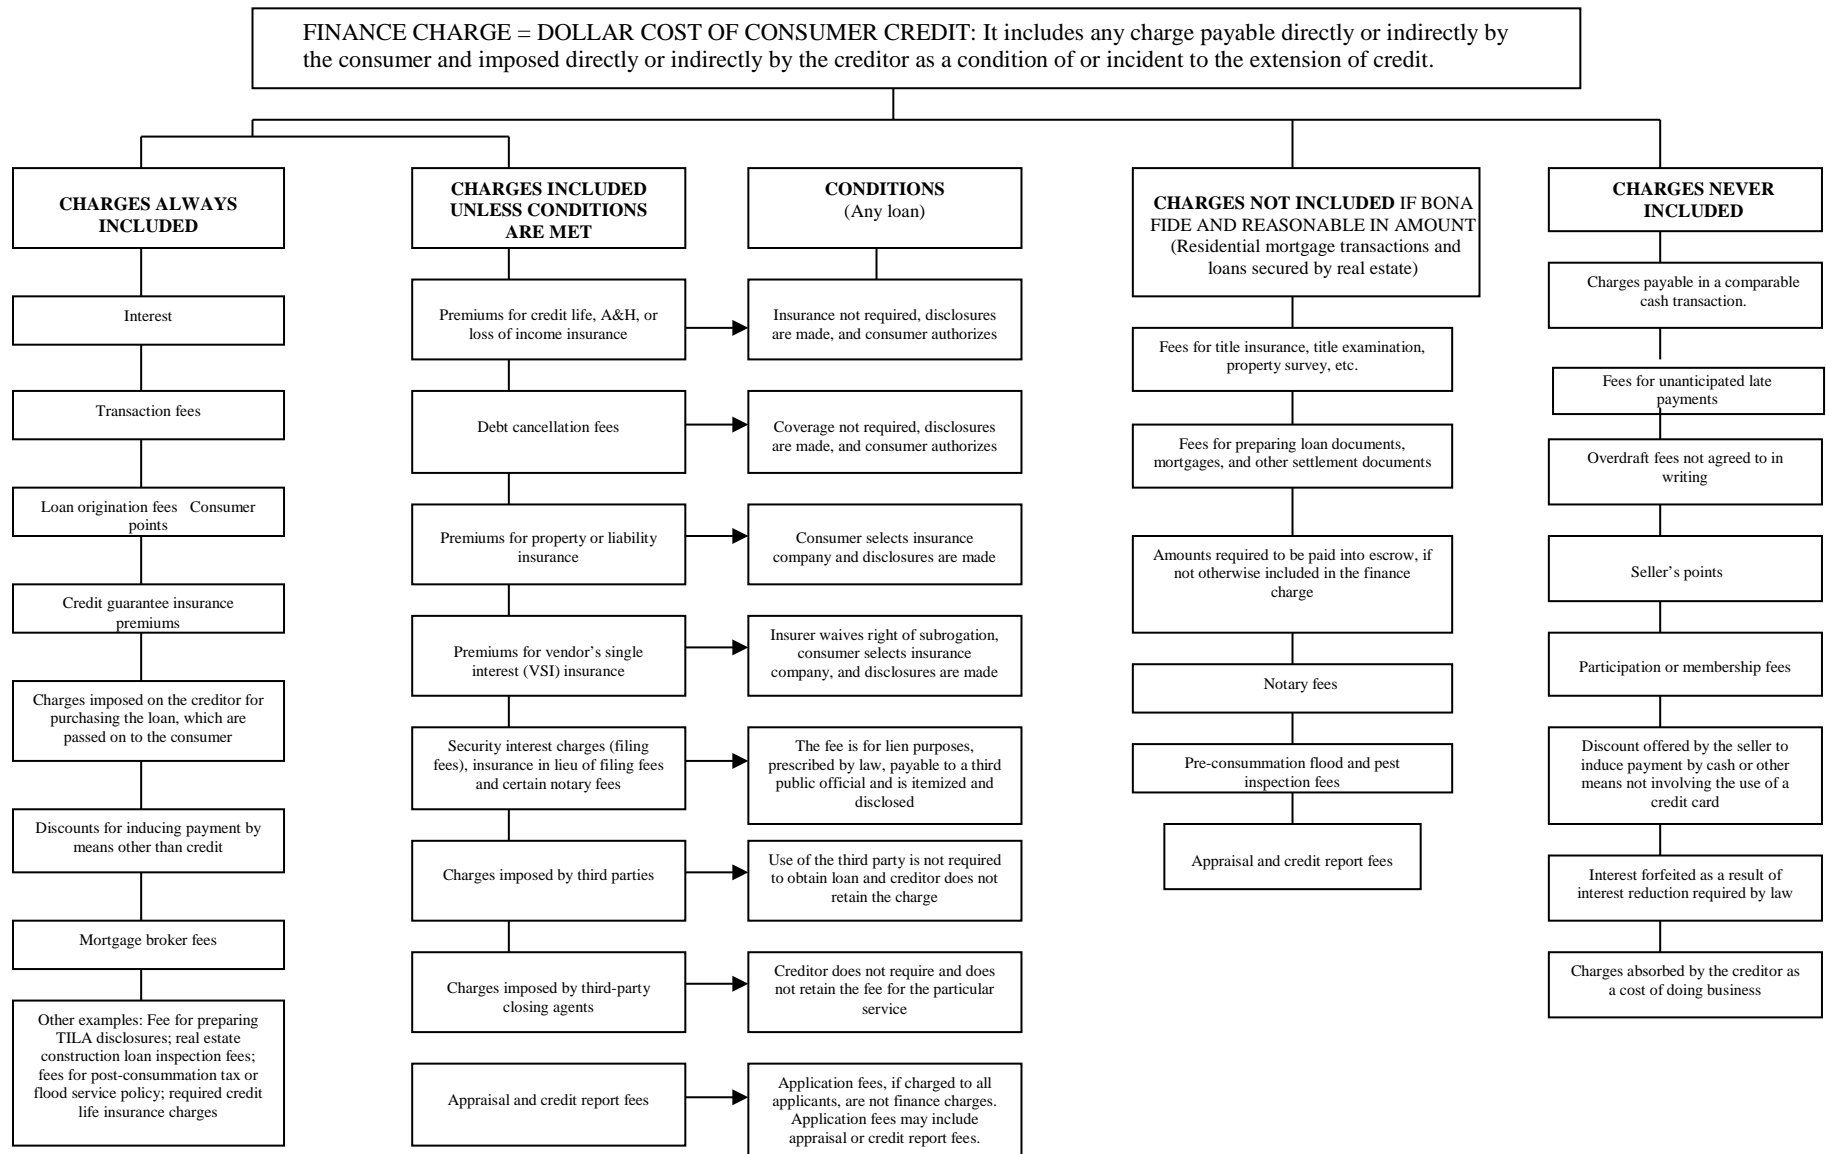 FINANCE CHARGE = DOLLAR COST OF CONSUMER CREDIT: It includes any charge payable directly or indirectly by
the consumer and imposed directly or indirectly by the creditor as a condition of or incident to the extension of credit.
CHARGES ALWAYS
INCLUDED
Interest
Transaction fees
Loan origination fees Consumer
points
Credit guarantee insurance
premiums
Charges imposed on the creditor for
purchasing the loan, which are
passed on to the consumer
Discounts for inducing payment by
means other than credit
Mortgage broker fees
Other examples: Fee for preparing
TILA disclosures; real estate
construction loan inspection fees;
fees for post-consummation tax or
flood service policy; required credit
life insurance charges
CHARGES INCLUDED
UNLESS CONDITIONS
ARE MET
CONDITIONS
(Any loan)
Premiums for credit life, A&H, or
loss of income insurance
Insurance not required, disclosures
are made, and consumer authorizes
Debt cancellation fees
Coverage not required, disclosures
are made, and consumer authorizes
Premiums for property or liability
insurance
Consumer selects insurance
company and disclosures are made
Premiums for vendor's single
interest (VSI) insurance
Insurer waives right of subrogation,
consumer selects insurance
company, and disclosures are made
Security interest charges (filing
fees), insurance in lieu of filing fees
and certain notary fees
The fee is for lien purposes,
prescribed by law, payable to a third
public official and is itemized and
disclosed
Charges imposed by third parties
Use of the third party is not required
to obtain loan and creditor does not
retain the charge
Charges imposed by third-party
closing agents
Creditor does not require and does
not retain the fee for the particular
service
Appraisal and credit report fees
Application fees, if charged to all
applicants, are not finance charges.
Application fees may include
appraisal or credit report fees.
CHARGES NOT INCLUDED IF BONA
FIDE AND REASONABLE IN AMOUNT
(Residential mortgage transactions and
loans secured by real estate)
Fees for title insurance, title examination,
property survey, etc.
Fees for preparing loan documents,
mortgages, and other settlement documents
Amounts required to be paid into escrow, if
not otherwise included in the finance
charge
Notary fees
Pre-consummation flood and pest
inspection fees
Appraisal and credit report fees
CHARGES NEVER
INCLUDED
Charges payable in a comparable
cash transaction.
Fees for unanticipated late
payments
Overdraft fees not agreed to in
writing
Seller's points
Participation or membership fees
Discount offered by the seller to
induce payment by cash or other
means not involving the use of a
credit card
Interest forfeited as a result of
interest reduction required by law
Charges absorbed by the creditor as
a cost of doing business